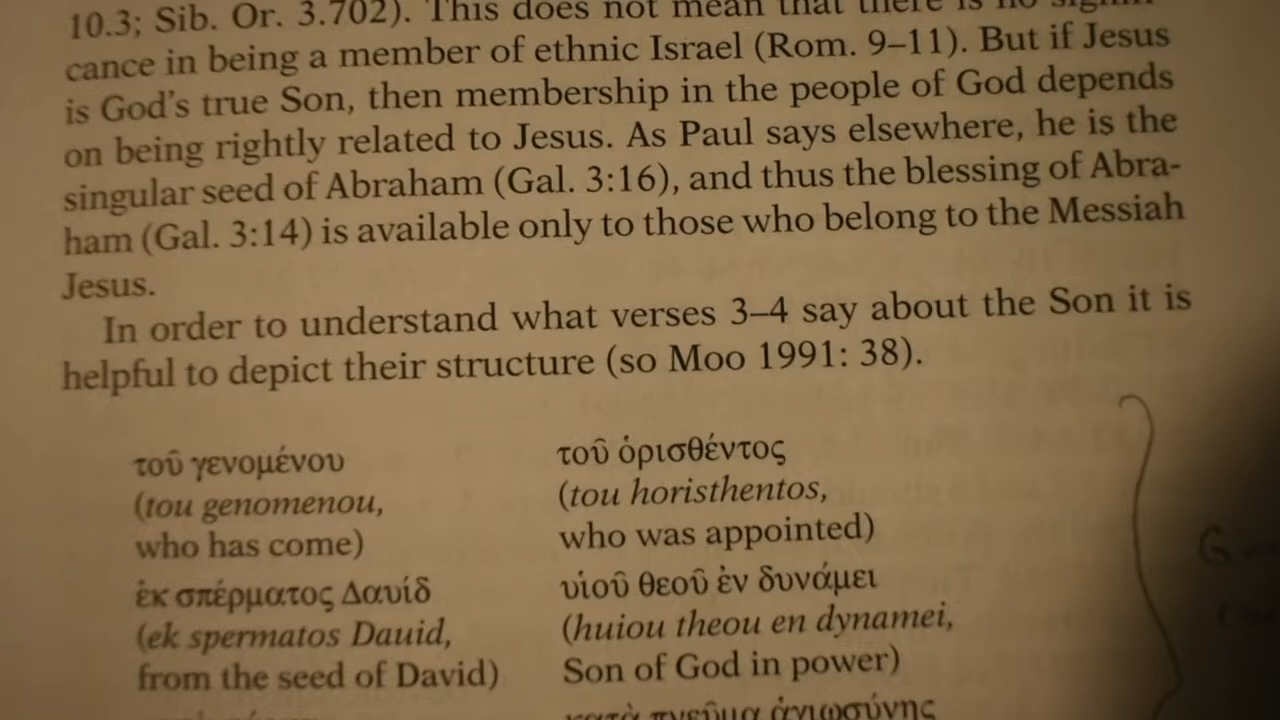 10.3; Sib. Or. 3.702). This does not mean that there is no signifi-
cance in being a member of ethnic Israel (Rom. 9–11). But if Jesus
is God's true Son, then membership in the people of God depends
on being rightly related to Jesus. As Paul says elsewhere, he is the
singular seed of Abraham (Gal. 3:16), and thus the blessing of Abra-
ham (Gal. 3:14) is available only to those who belong to the Messiah
Jesus.
In order to understand what verses 3–4 say about the Son it is
helpful to depict their structure (so Moo 1991: 38).
τοῦ γενομένου
(tou genomenou,
who has come)
ἐκ σπέρματος Δαυίδ
(ek spermatos Dauid,
from the seed of David)
τοῦ ὁρισθέντος
(tou horisthentos,
who was appointed)
υἱοῦ θεοῦ ἐν δυνάμει
(huiou theou en dynamei,
Son of God in power)
κατὰ πνεῦμα ἁγιωσύνης
G